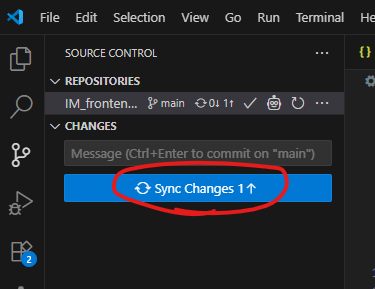 File Edit Selection View Go Run Terminal H
SOURCE CONTROL
REPOSITORIES
IM_fronten... main 0↓ 1↑
CHANGES
Message (Ctrl+Enter to commit on "main")
Sync Changes 1↑
2